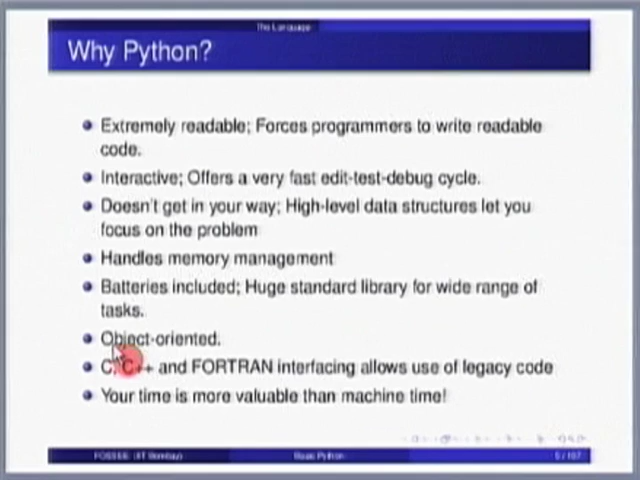 The Language
Why Python?
Extremely readable; Forces programmers to write readable
code.
Interactive; Offers a very fast edit-test-debug cycle.
Doesn't get in your way; High-level data structures let you
focus on the problem
Handles memory management
Batteries included; Huge standard library for wide range of
tasks.
Object-oriented.
C/C++ and FORTRAN interfacing allows use of legacy code
Your time is more valuable than machine time!
FOSSEE (IIT Bombay)
Basic Python